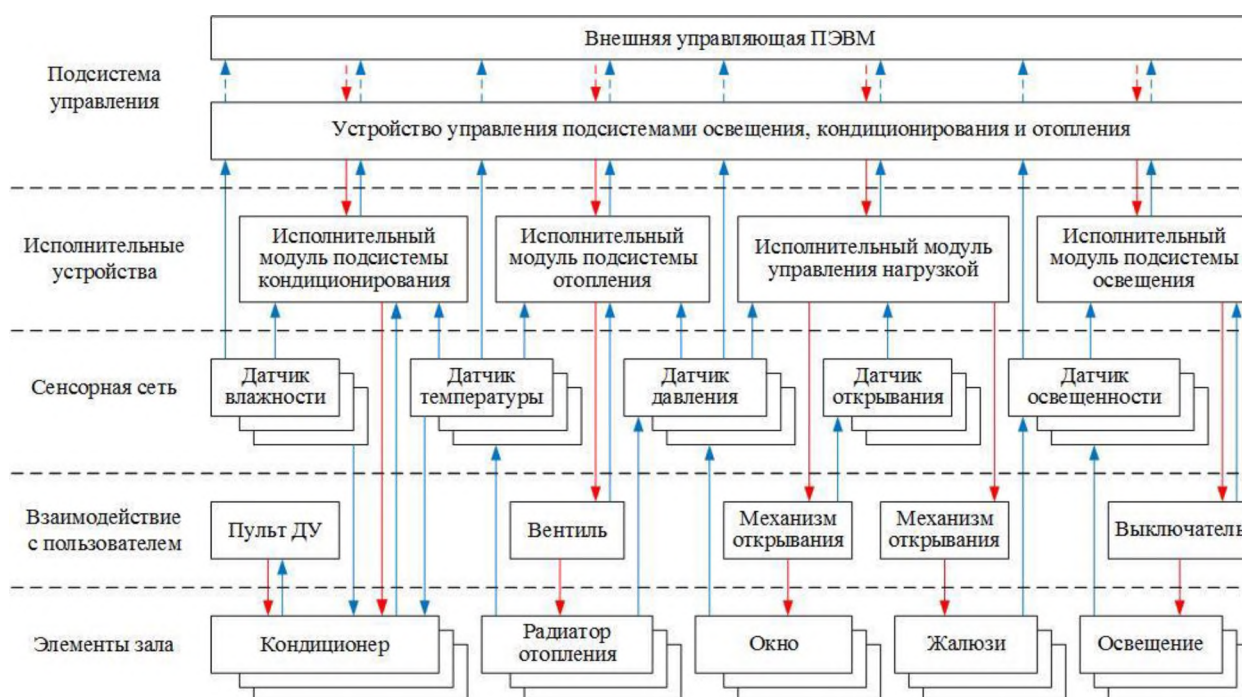 Внешняя управляющая ПЭВМ
Подсистема
управления
Устройство управления подсистемами освещения, кондиционирования и отопления
Исполнительные
устройства
Исполнительный
модуль подсистемы
кондиционирования
Исполнительный
модуль подсистемы
отопления
Исполнительный модуль
управления нагрузкой
Исполнительный
модуль подсистемы
освещения
Сенсорная сеть
Датчик
влажности
Датчик
температуры
Датчик
давления
Датчик
открывания
Датчик
освещенности
Взаимодействие
с пользователем
Пульт ДУ
Вентиль
Механизм
открывания
Механизм
открывания
Выключатель
Элементы зала
Кондиционер
Радиатор
отопления
Окно
Жалюзи
Освещение